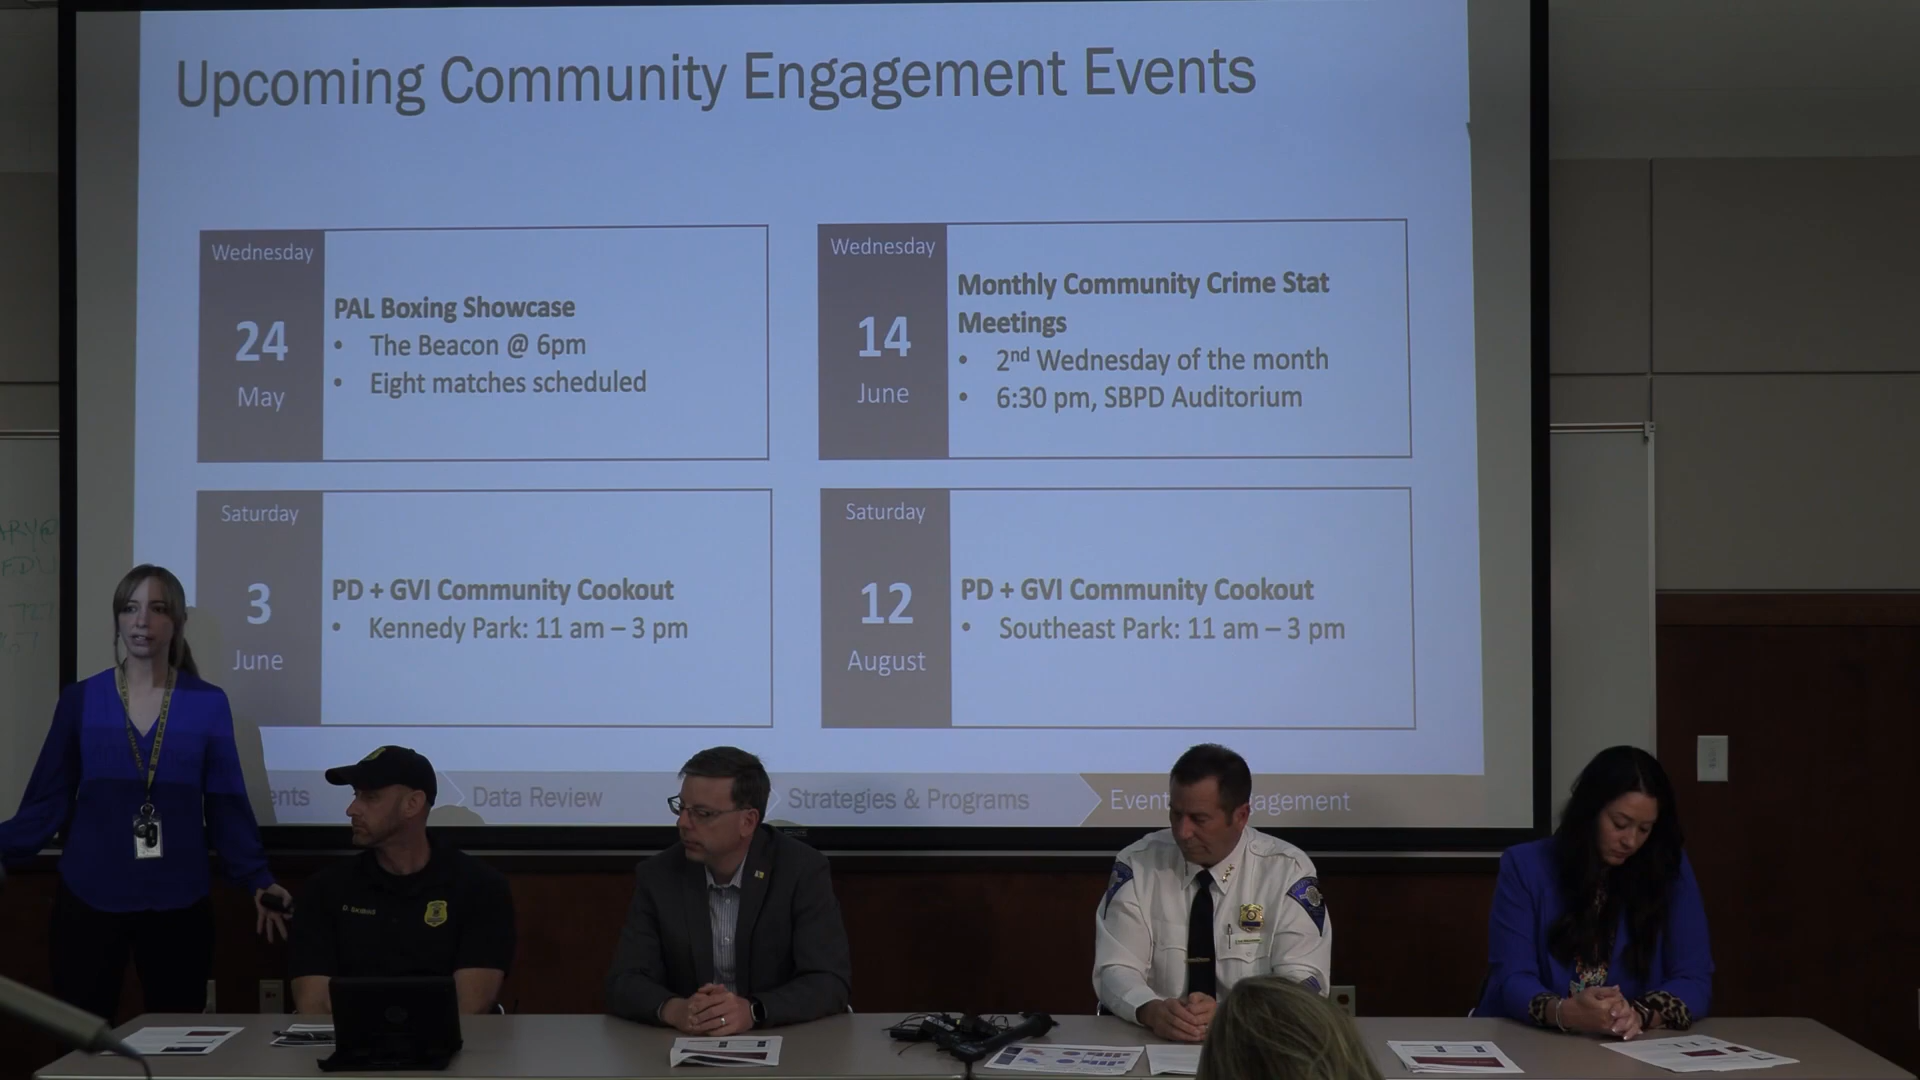 Upcoming Community Engagement Events
Wednesday
24
May
PAL Boxing Showcase
• The Beacon @ 6pm
• Eight matches scheduled
Wednesday
14
June
Monthly Community Crime Stat
Meetings
• 2nd Wednesday of the month
• 6:30 pm, SBPD Auditorium
Saturday
3
June
PD + GVI Community Cookout
• Kennedy Park: 11 am – 3 pm
Saturday
12
August
PD + GVI Community Cookout
• Southeast Park: 11 am – 3 pm
ents
Data Review
Strategies & Programs
Event
agement